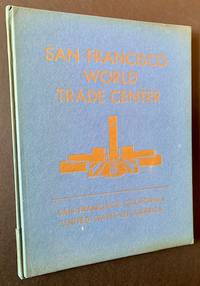 SAN FRANCISCO
WORLD
TRADE CENTER
SAN FRANCISCO, CALIFORNIA
UNITED STATES OF AMERICA